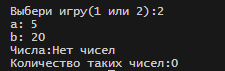 Выбери игру(1 или 2):2
a: 5
b: 20
Числа:Нет чисел
Количество таких чисел:0